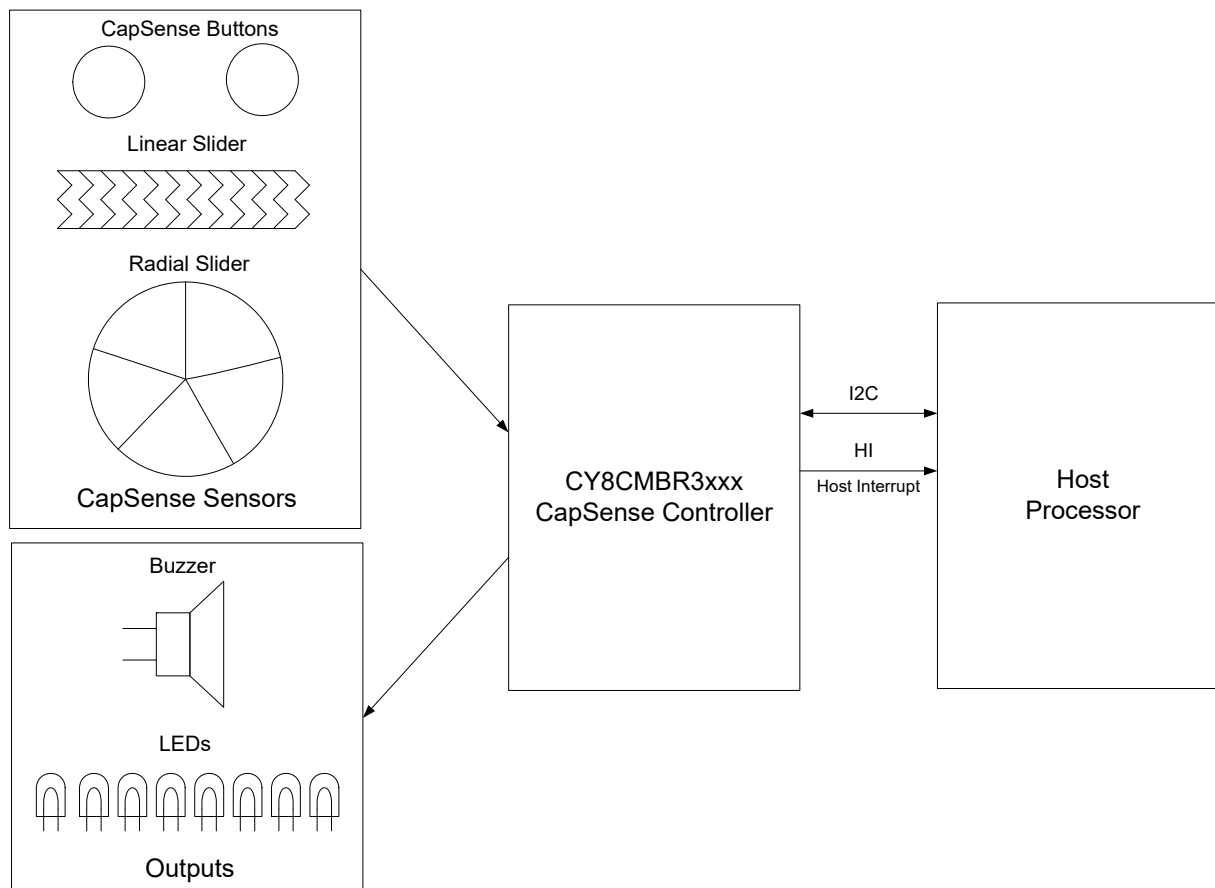 CapSense Buttons
Linear Slider
Radial Slider
CapSense Sensors
Buzzer
LEDs
Outputs
CY8CMBR3xxx
CapSense Controller
I2C
HI
Host Interrupt
Host
Processor